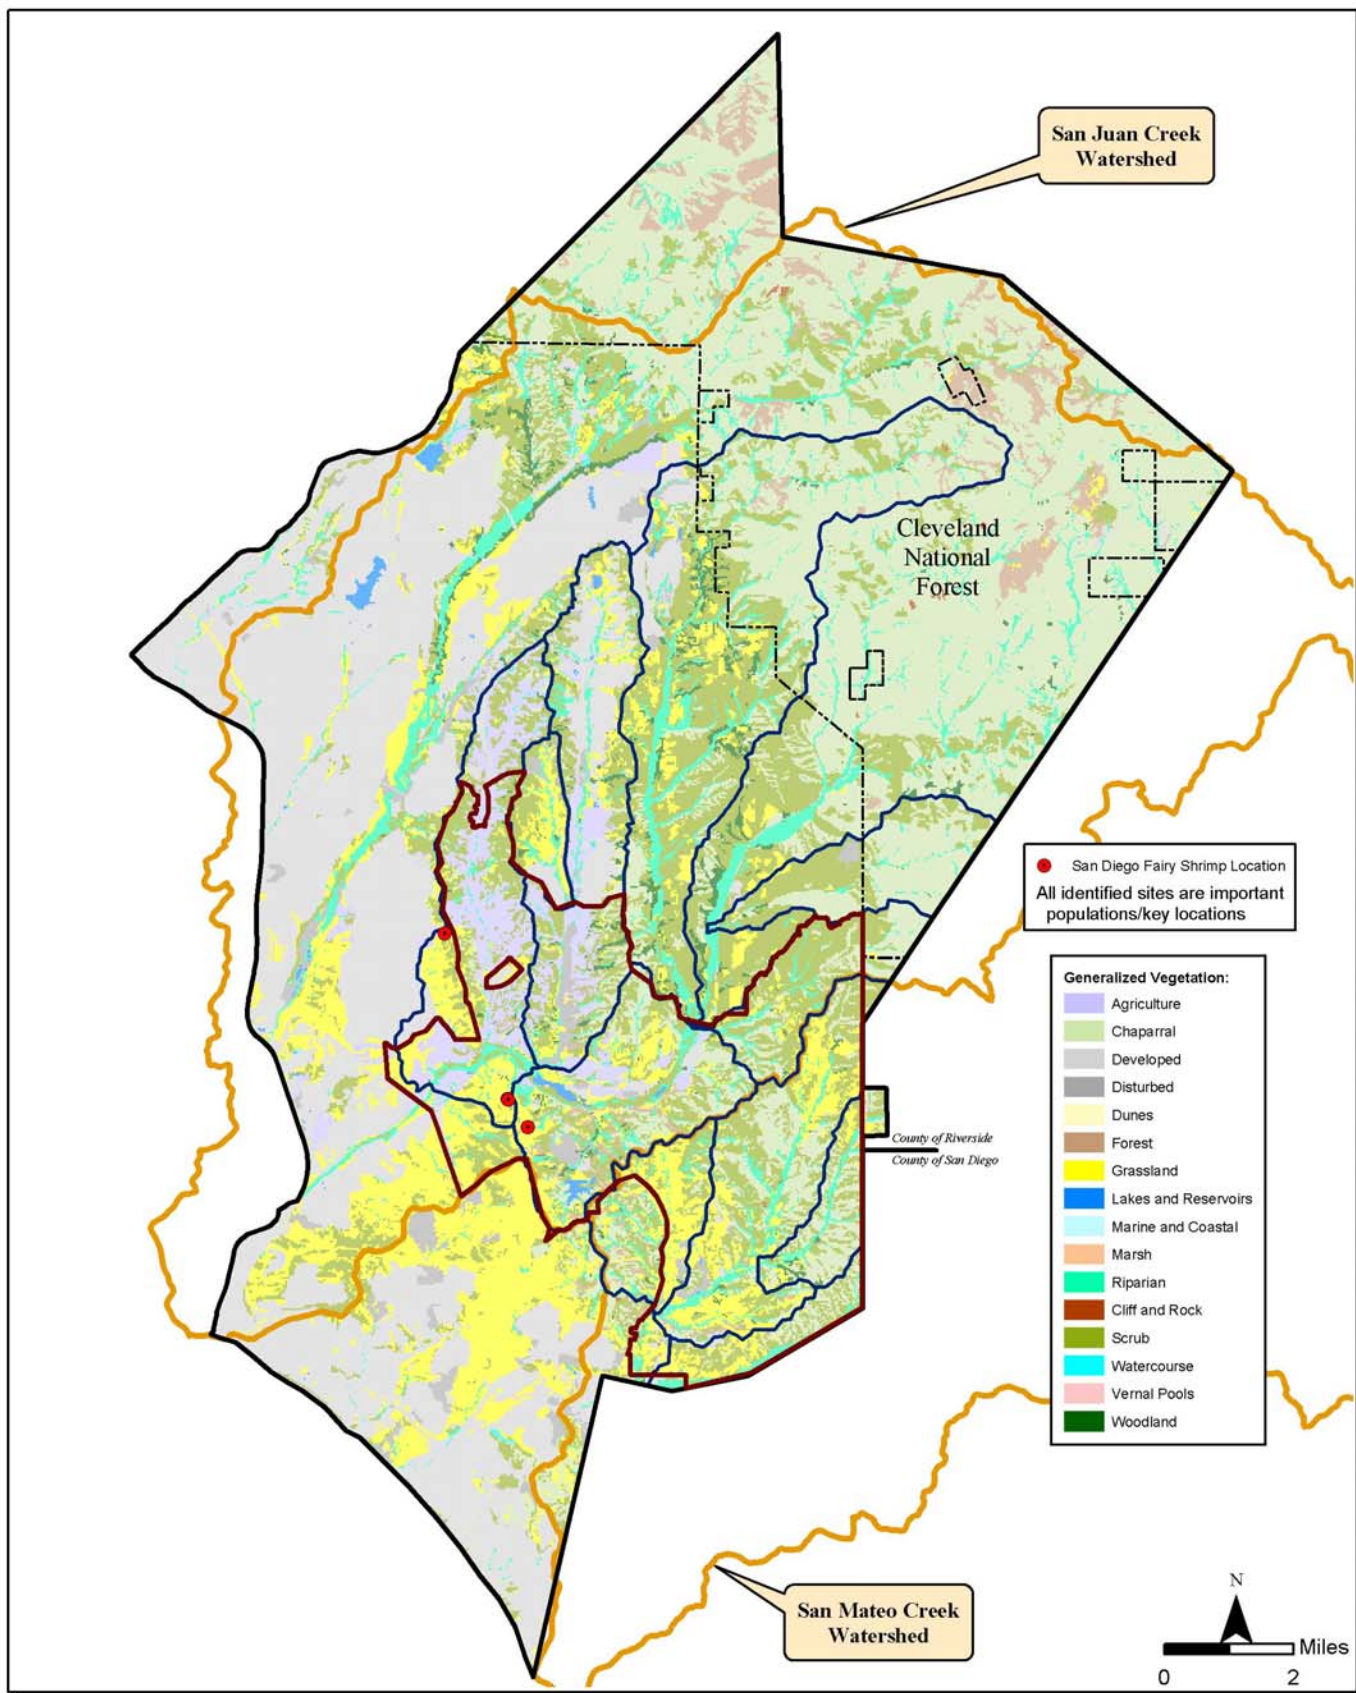 San Juan Creek
Watershed
Cleveland
National
Forest
San Diego Fairy Shrimp Location
All identified sites are important
populations/key locations
Generalized Vegetation:
Agriculture
Chaparral
Developed
Disturbed
Dunes
Forest
Grassland
Lakes and Reservoirs
Marine and Coastal
Marsh
Riparian
Cliff and Rock
Scrub
Watercourse
Vernal Pools
Woodland
County of Riverside
County of San Diego
San Mateo Creek
Watershed
N
Miles
0 2